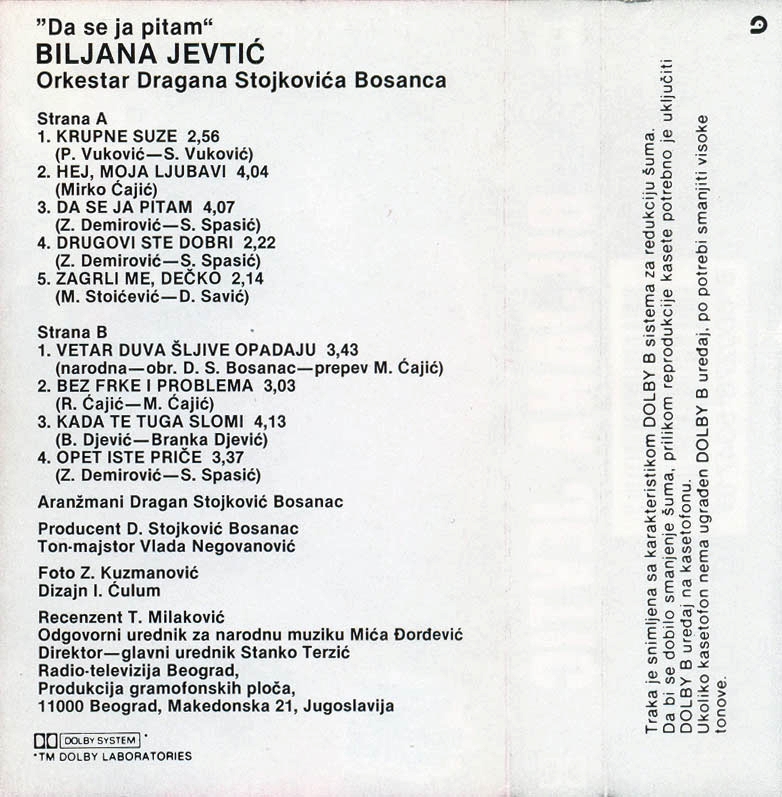 "Da se ja pitam"
BILJANA JEVTIĆ
Orkestar Dragana Stojkovića Bosanca
Strana A
1. KRUPNE SUZE 2,56
(P. Vuković—S. Vuković)
2. HEJ, MOJA LJUBAVI 4,04
(Mirko Ćajić)
3. DA SE JA PITAM 4,07
(Z. Demirović—S. Spasić)
4. DRUGOVI STE DOBRI 2,22
(Z. Demirović—S. Spasić)
5. ZAGRLI ME, DEČKO 2,14
(M. Stoićević—D. Savić)
Strana B
1. VETAR DUVA ŠLJIVE OPADAJU 3,43
(narodna—obr. D. S. Bosanac—prepev M. Ćajić)
2. BEZ FRKE I PROBLEMA 3,03
(R. Ćajić—M. Ćajić)
3. KADA TE TUGA SLOMI 4,13
(B. Djević—Branka Djević)
4. OPET ISTE PRIČE 3,37
(Z. Demirović—S. Spasić)
Aranžmani Dragan Stojković Bosanac
Producent D. Stojković Bosanac
Ton-majstor Vlada Negovanović
Foto Z. Kuzmanović
Dizajn I. Ćulum
Recenzent T. Milaković
Odgovorni urednik za narodnu muziku Mića Đorđević
Direktor—glavni urednik Stanko Terzić
Radio-televizija Beograd,
Produkcija gramofonskih ploča,
11000 Beograd, Makedonska 21, Jugoslavija
DOLBY SYSTEM *
*TM DOLBY LABORATORIES
Traka je snimljena sa karakteristikom DOLBY B sistema za redukciju šuma.
Da bi se dobilo smanjenje šuma, prilikom reprodukcije kasete potrebno je uključiti
DOLBY B uređaj na kasetofonu.
Ukoliko kasetofon nema ugrađen DOLBY B uređaj, po potrebi smanjiti visoke
tonove.